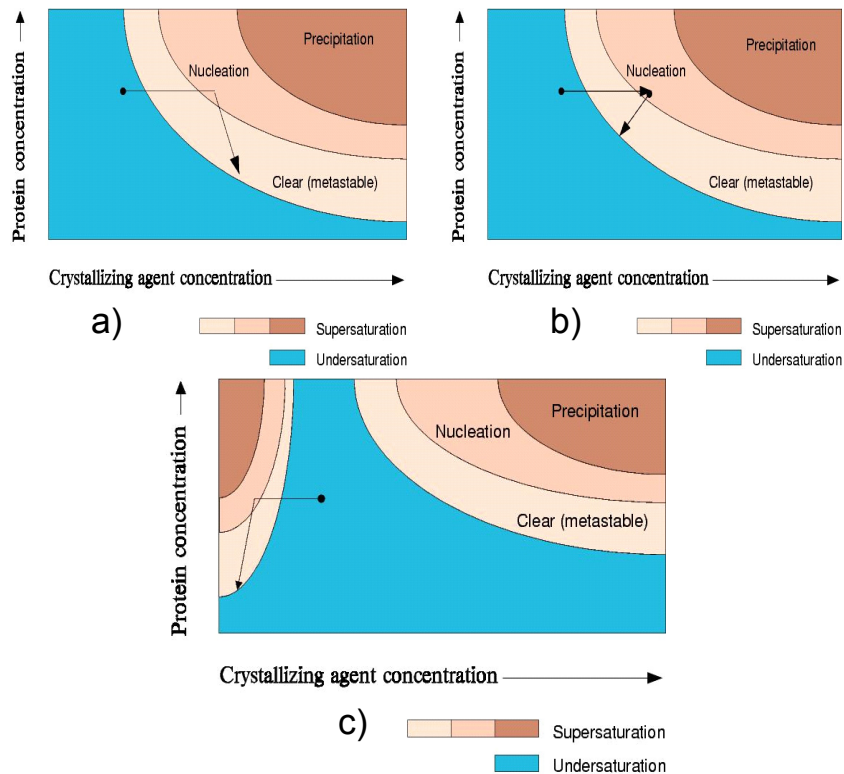 Protein concentration
Precipitation
Nucleation
Clear (metastable)
Crystallizing agent concentration
a)
Supersaturation
Undersaturation
Protein concentration
Precipitation
Nucleation
Clear (metastable)
Crystallizing agent concentration
b)
Supersaturation
Undersaturation
Protein concentration
Precipitation
Nucleation
Clear (metastable)
Crystallizing agent concentration
c)
Supersaturation
Undersaturation